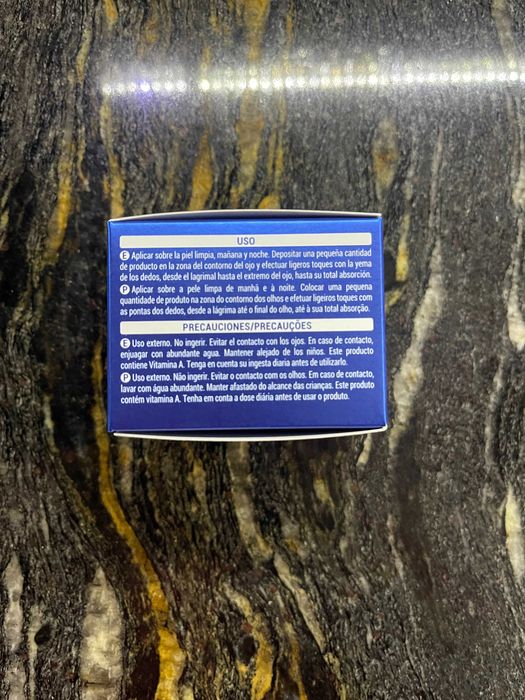 USO
E Aplicar sobre la piel limpia, mañana y noche. Depositar una pequeña cantidad
de producto en la zona del contorno del ojo y efectuar ligeros toques con la yema
de los dedos, desde el lagrimal hasta el extremo del ojo, hasta su total absorción.
P Aplicar sobre a pele limpa de manhã e à noite. Colocar uma pequena
quantidade de produto na zona do contorno dos olhos e efetuar ligeiros toques com
as pontas dos dedos, desde a lágrima até o final do olho, até à sua total absorção.
PRECAUCIONES/PRECAUÇÕES
E Uso externo. No ingerir. Evitar el contacto con los ojos. En caso de contacto,
enjuagar con abundante agua. Mantener alejado de los niños. Este producto
contiene Vitamina A. Tenga en cuenta su ingesta diaria antes de utilizarlo.
P Uso externo. Não ingerir. Evitar o contacto com os olhos. Em caso de contacto,
lavar com água abundante. Manter afastado do alcance das crianças. Este produto
contém vitamina A. Tenha em conta a dose diária antes de usar o produto.